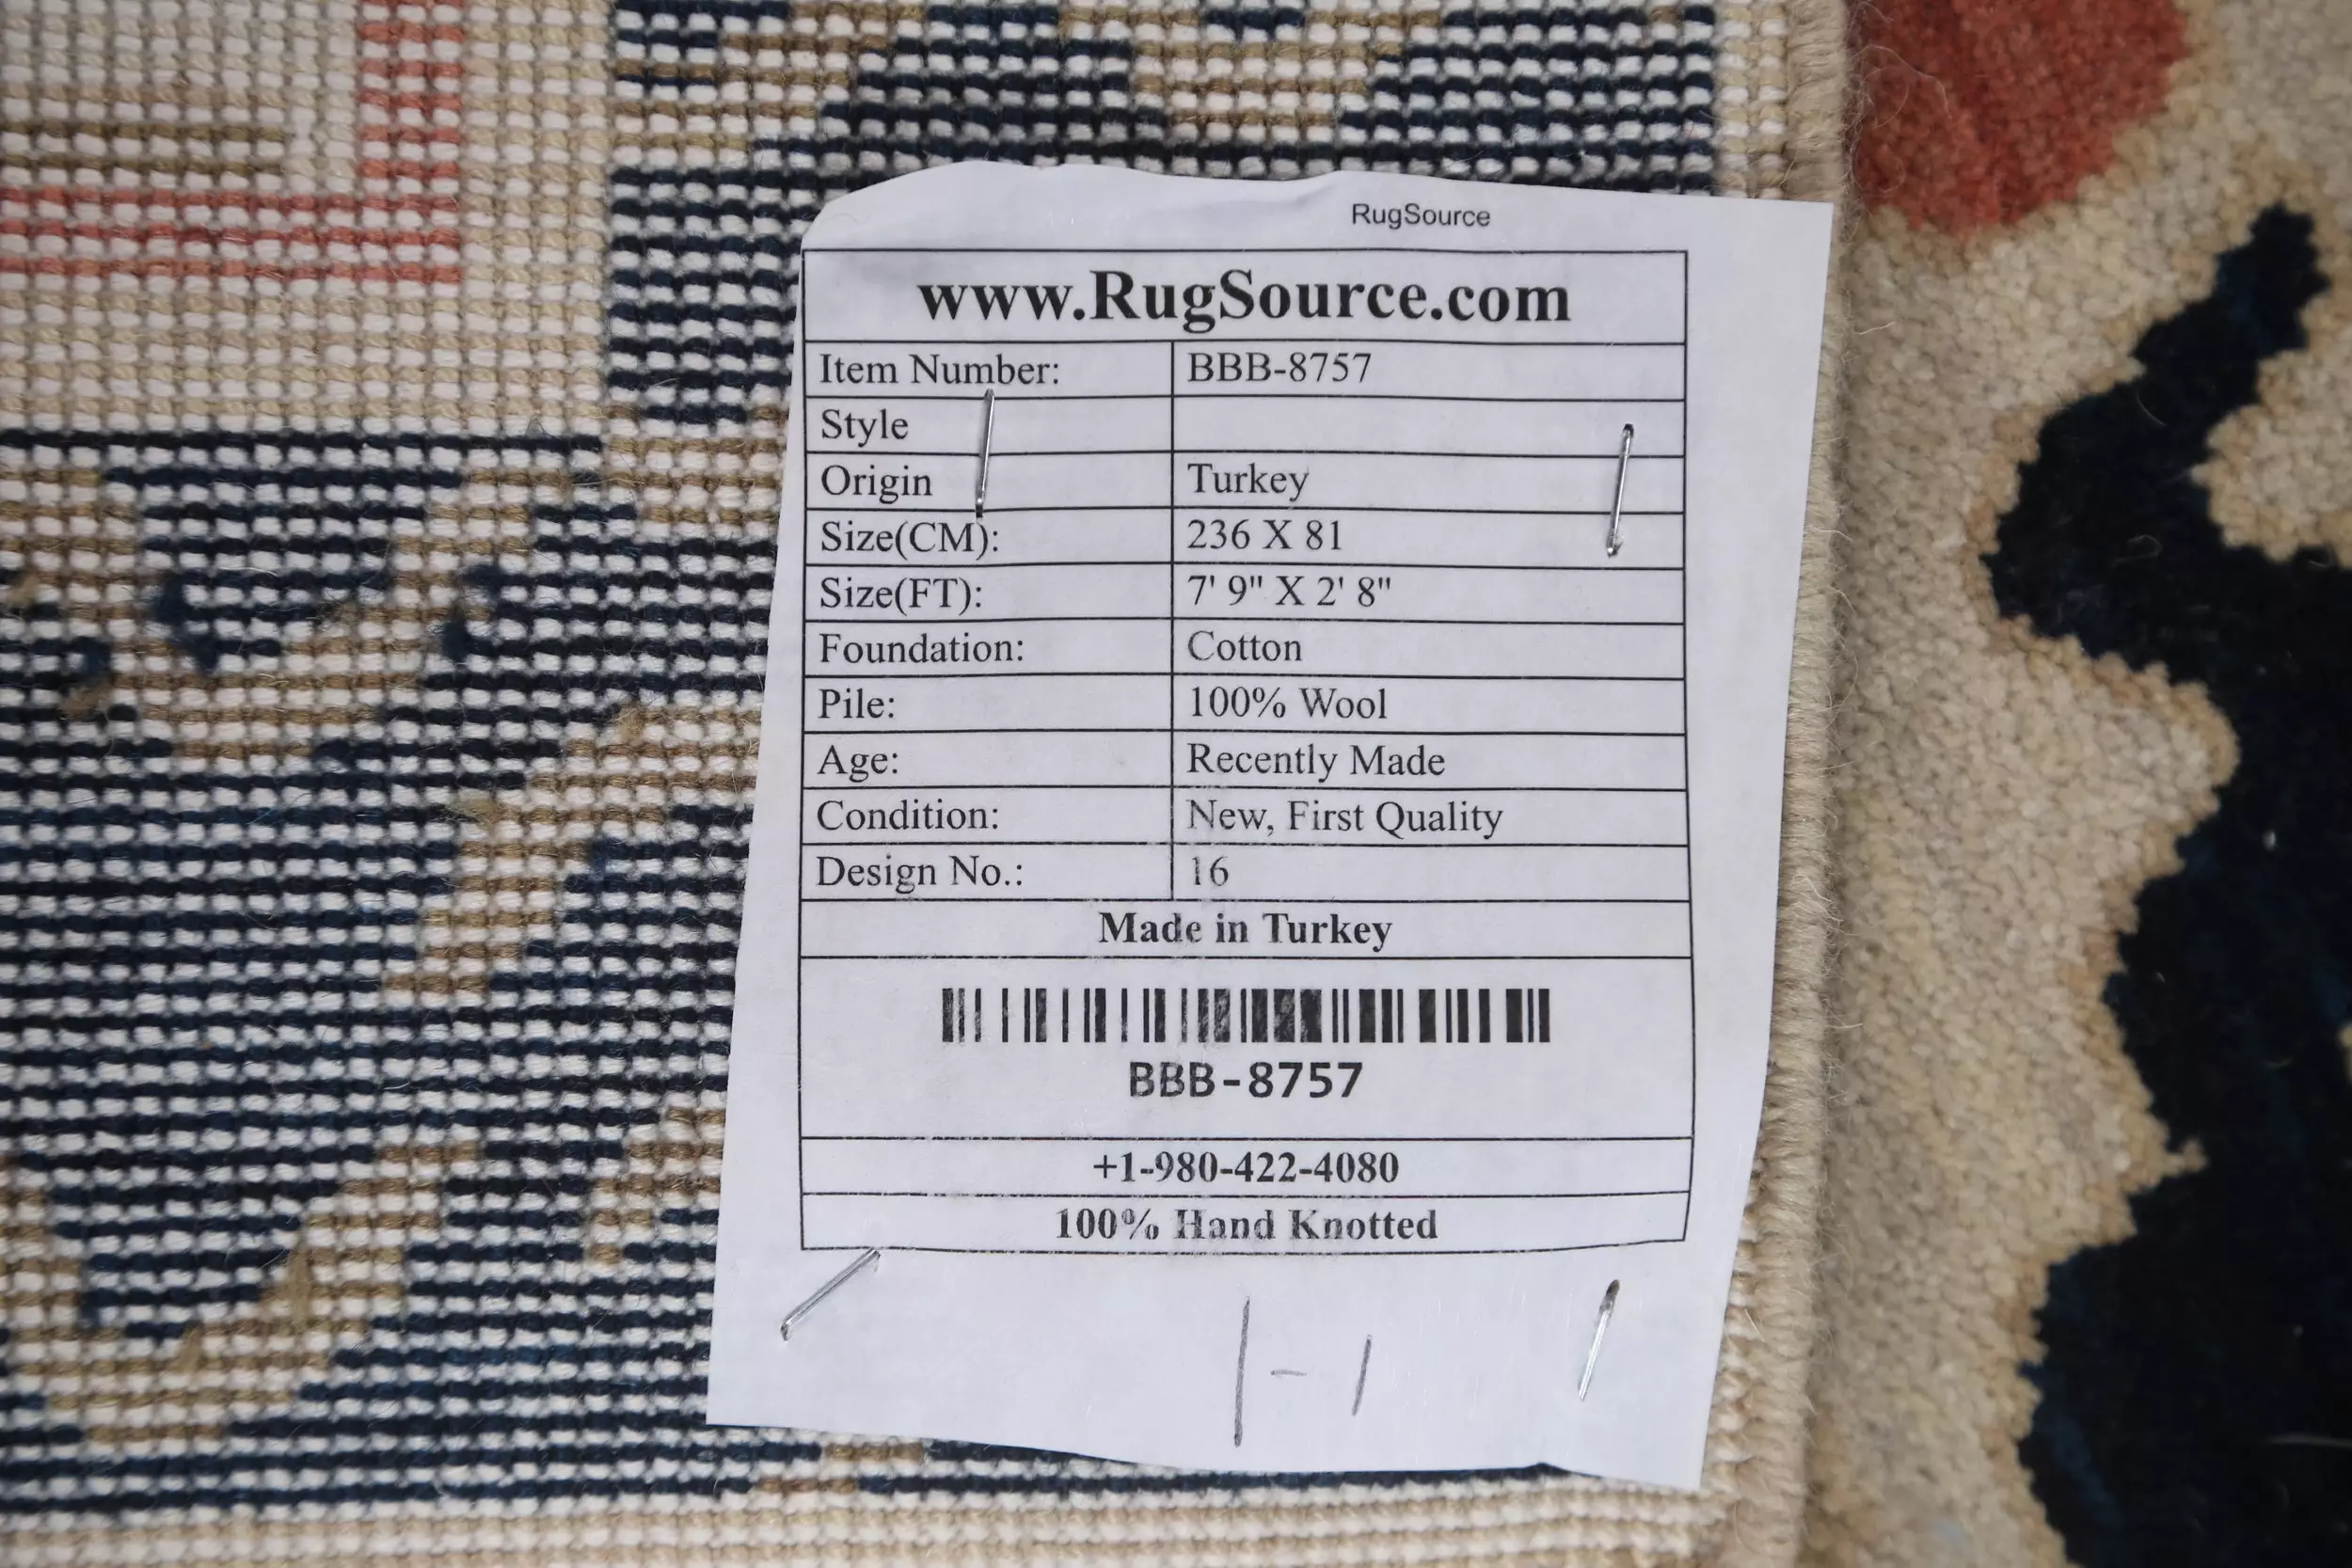 RugSource
www.RugSource.com
Item Number: BBB-8757
Style
Origin Turkey
Size(CM): 236 X 81
Size(FT): 7' 9" X 2' 8"
Foundation: Cotton
Pile: 100% Wool
Age: Recently Made
Condition: New, First Quality
Design No.: 16
Made in Turkey
BBB-8757
+1-980-422-4080
100% Hand Knotted
1-1